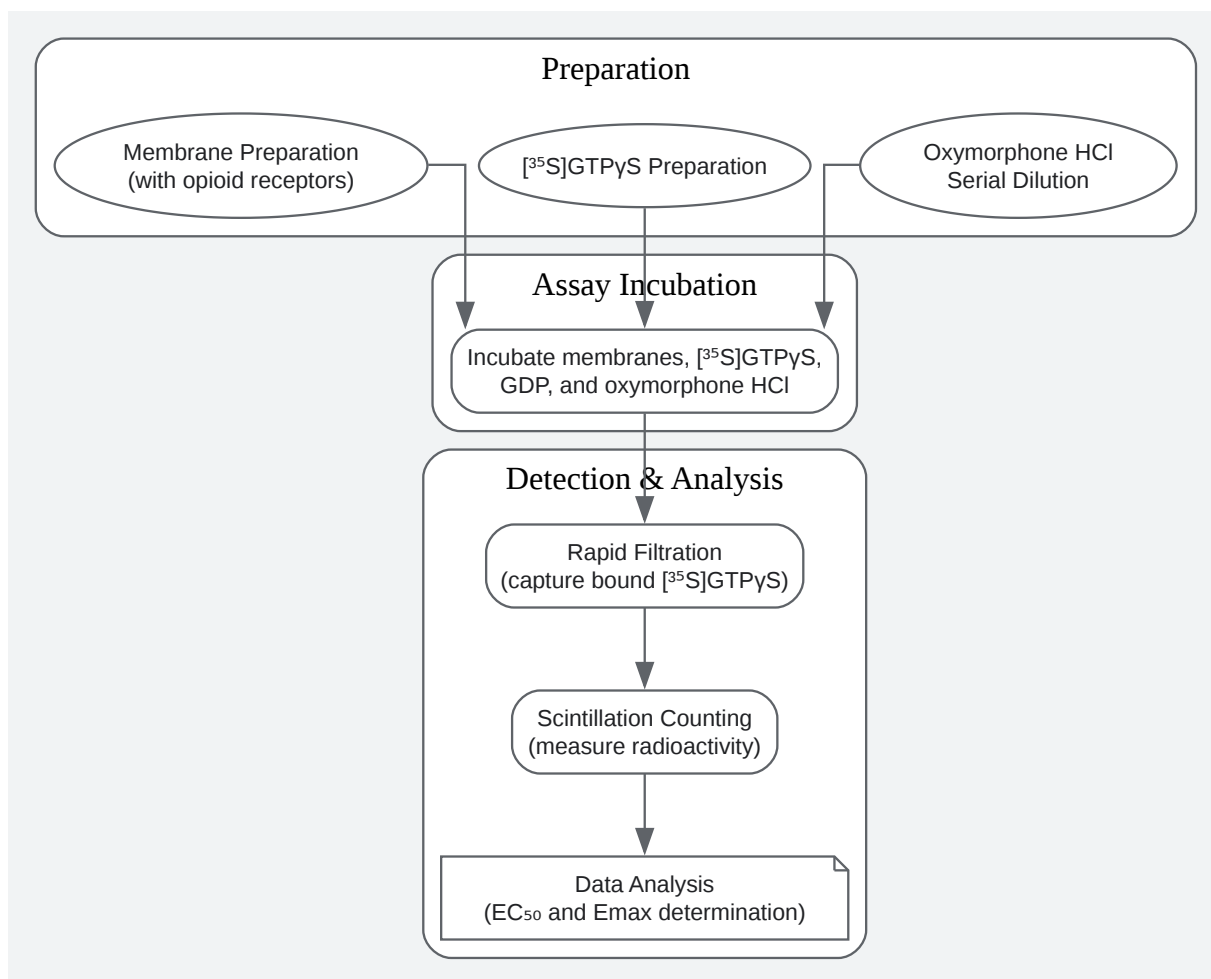 Preparation
Membrane Preparation
(with opioid receptors)
[³⁵S]GTPγS Preparation
Oxymorphone HCl
Serial Dilution
Assay Incubation
Incubate membranes, [³⁵S]GTPγS,
GDP, and oxymorphone HCl
Detection & Analysis
Rapid Filtration
(capture bound [³⁵S]GTPγS)
Scintillation Counting
(measure radioactivity)
Data Analysis
(EC₅₀ and Emax determination)